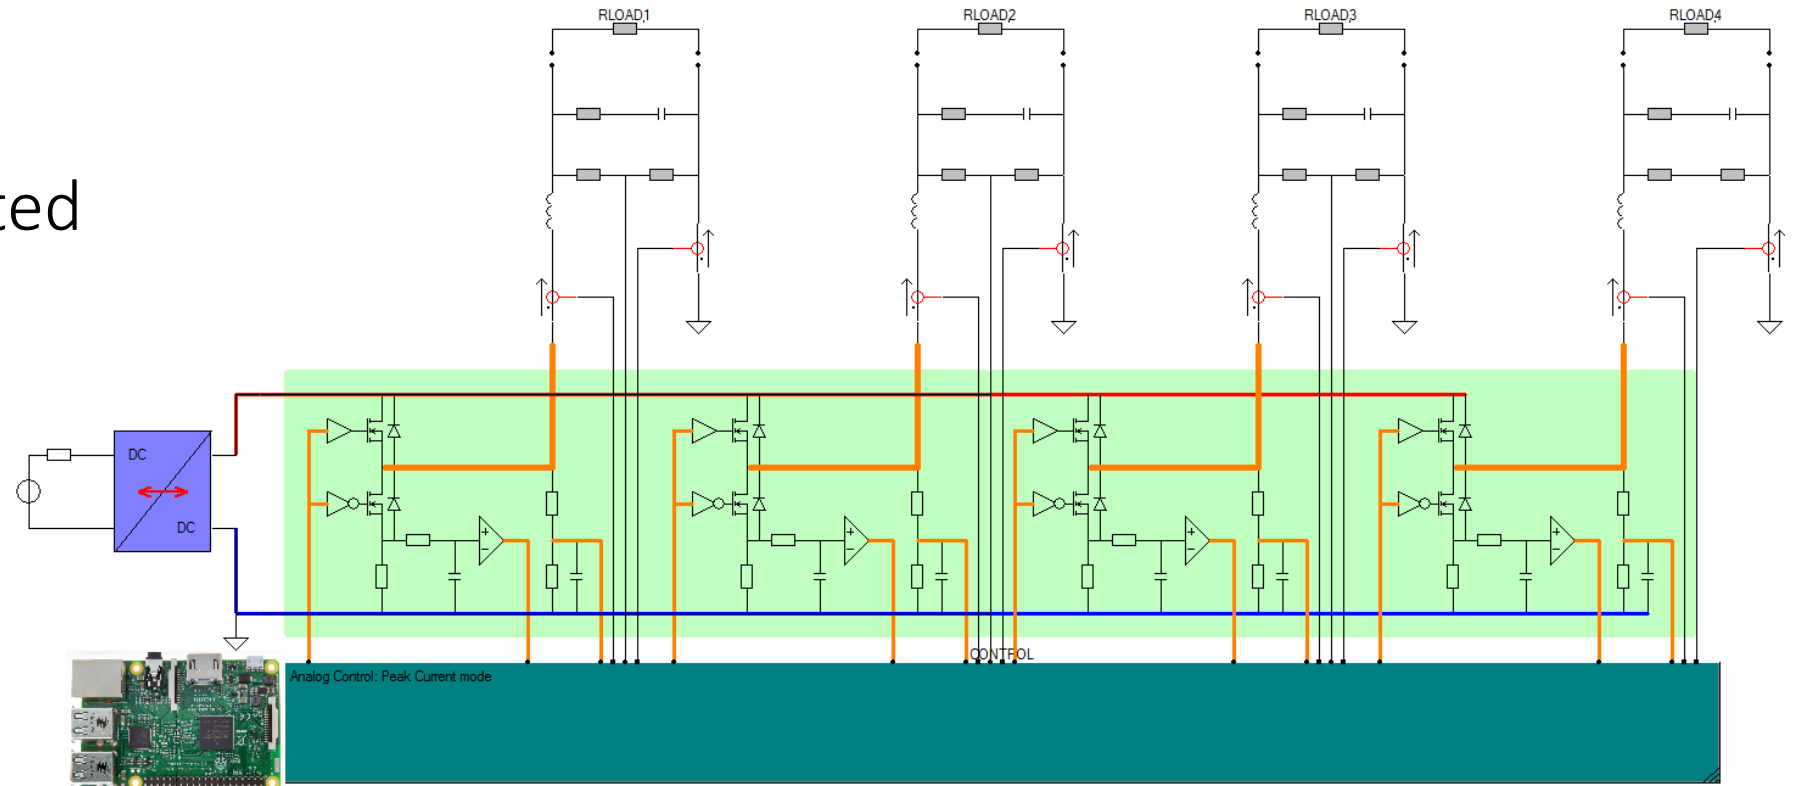 RLOAD1
RLOAD2
RLOAD3
RLOAD4
ted
DC
DC
CONTROL
Analog Control: Peak Current mode